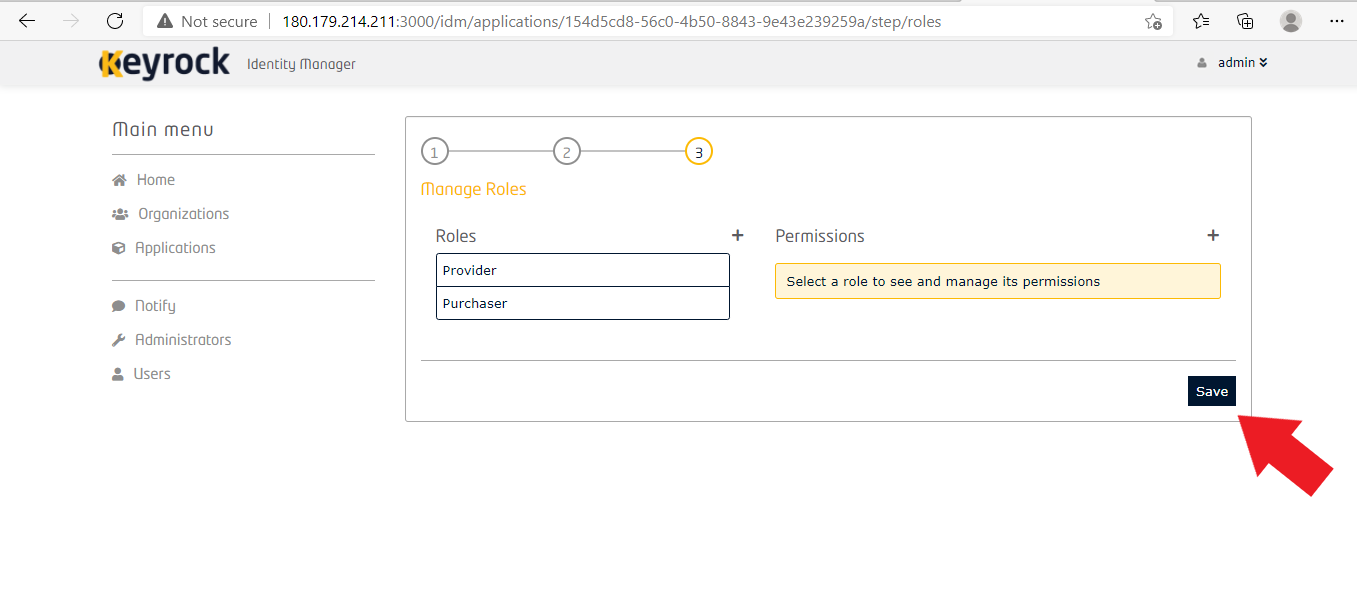 Not secure | 180.179.214.211:3000/idm/applications/154d5cd8-56c0-4b50-8843-9e43e239259a/step/roles
Keyrock Identity Manager
admin
Main menu
Home
Organizations
Applications
Notify
Administrators
Users
1 2 3
Manage Roles
Roles +
Provider
Purchaser
Permissions +
Select a role to see and manage its permissions
Save